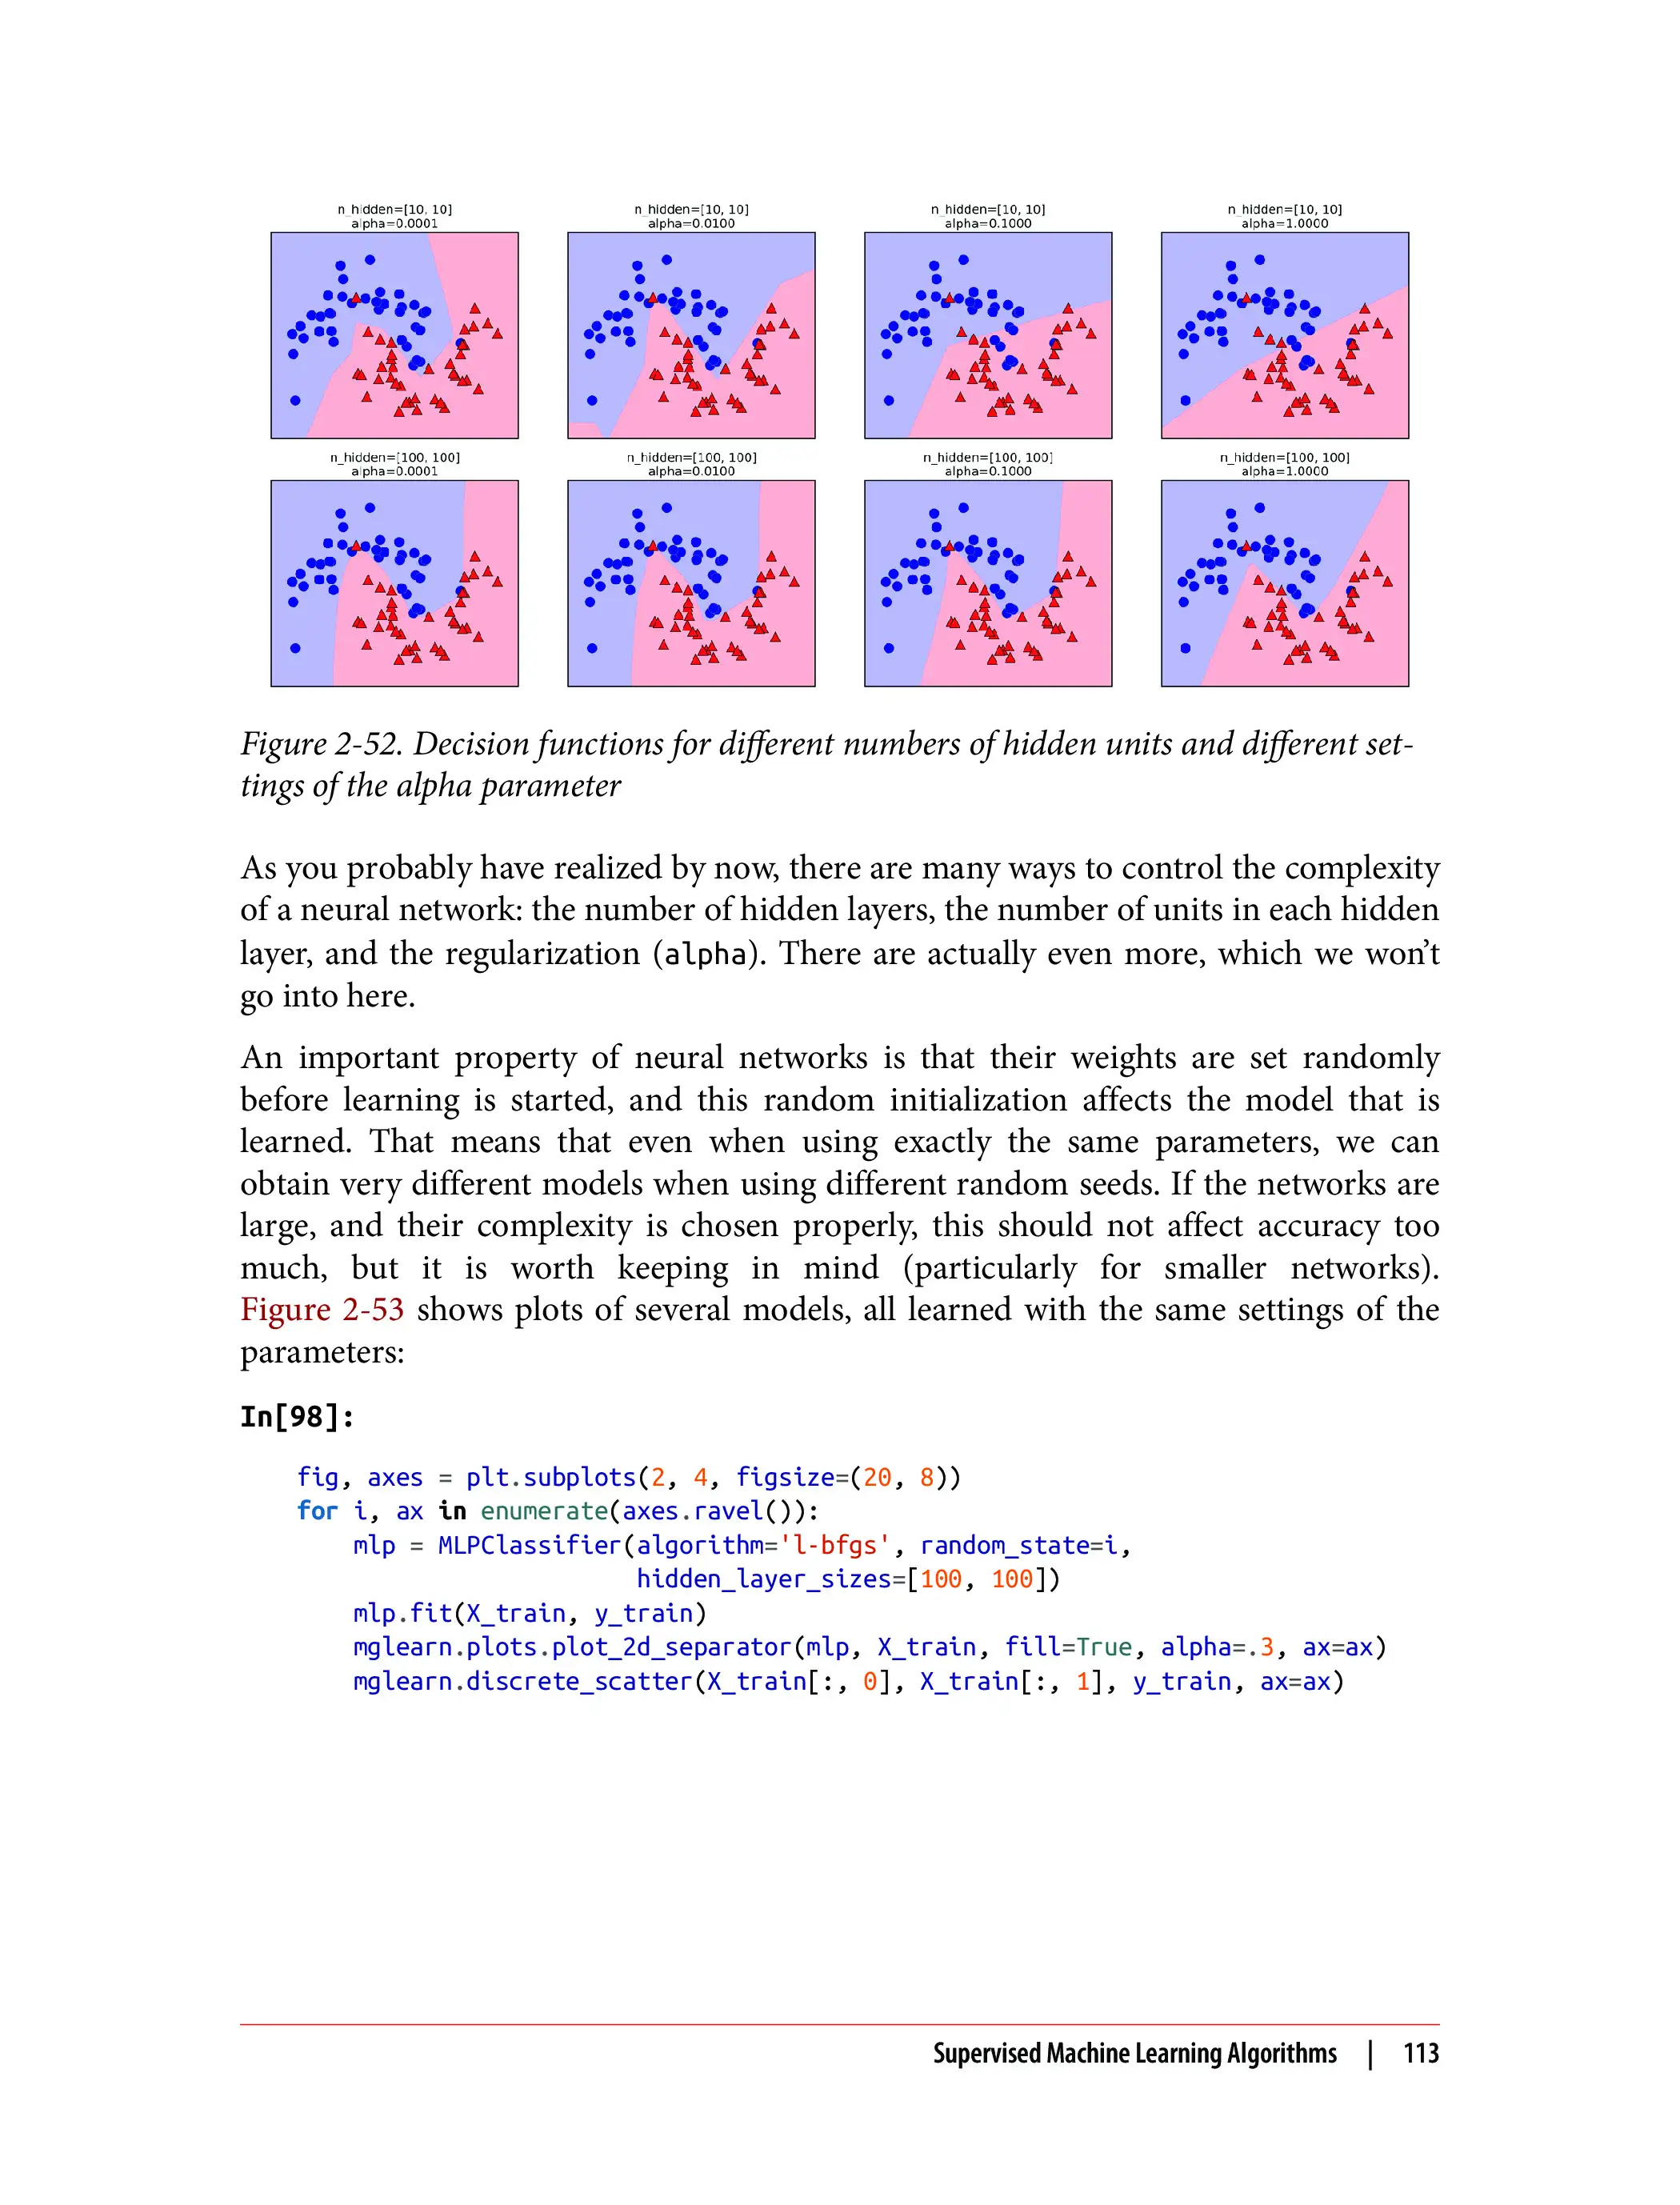 n_hidden=[10, 10]
alpha=0.0001
n_hidden=[10, 10]
alpha=0.0100
n_hidden=[10, 10]
alpha=0.1000
n_hidden=[10, 10]
alpha=1.0000
n_hidden=[100, 100]
alpha=0.0001
n_hidden=[100, 100]
alpha=0.0100
n_hidden=[100, 100]
alpha=0.1000
n_hidden=[100, 100]
alpha=1.0000
Figure 2-52. Decision functions for different numbers of hidden units and different set-
tings of the alpha parameter
As you probably have realized by now, there are many ways to control the complexity
of a neural network: the number of hidden layers, the number of units in each hidden
layer, and the regularization (alpha). There are actually even more, which we won’t
go into here.
An important property of neural networks is that their weights are set randomly
before learning is started, and this random initialization affects the model that is
learned. That means that even when using exactly the same parameters, we can
obtain very different models when using different random seeds. If the networks are
large, and their complexity is chosen properly, this should not affect accuracy too
much, but it is worth keeping in mind (particularly for smaller networks).
Figure 2-53 shows plots of several models, all learned with the same settings of the
parameters:
In[98]:
fig, axes = plt.subplots(2, 4, figsize=(20, 8))
for i, ax in enumerate(axes.ravel()):
    mlp = MLPClassifier(algorithm='l-bfgs', random_state=i,
                        hidden_layer_sizes=[100, 100])
    mlp.fit(X_train, y_train)
    mglearn.plots.plot_2d_separator(mlp, X_train, fill=True, alpha=.3, ax=ax)
    mglearn.discrete_scatter(X_train[:, 0], X_train[:, 1], y_train, ax=ax)
Supervised Machine Learning Algorithms | 113